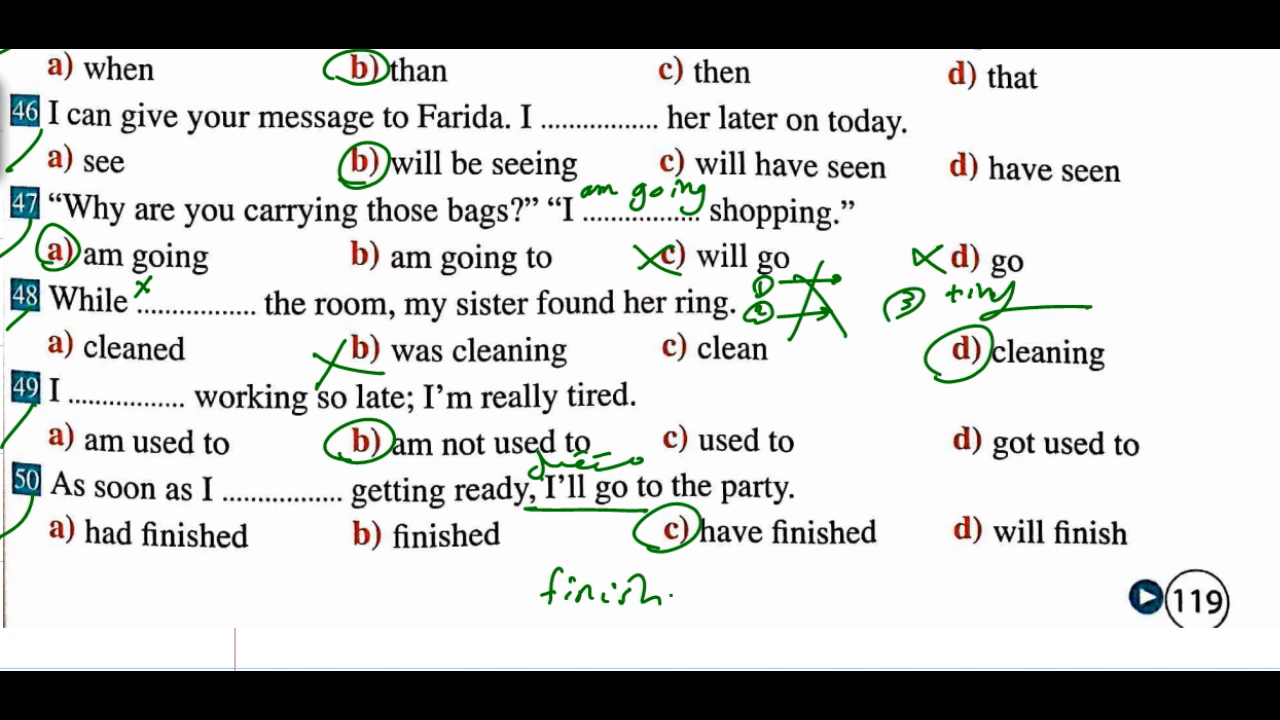 a) when b) than c) then d) that
46 I can give your message to Farida. I ................. her later on today.
a) see b) will be seeing c) will have seen d) have seen
am going
47 "Why are you carrying those bags?" "I ................. shopping."
a) am going b) am going to c) will go d) go
48 While x ................. the room, my sister found her ring. ① ② ③ ting
a) cleaned b) was cleaning c) clean d) cleaning
49 I ................. working so late; I'm really tired.
a) am used to b) am not used to c) used to d) got used to
50 As soon as I ................. getting ready, I'll go to the party.
a) had finished b) finished c) have finished d) will finish
finish.
119